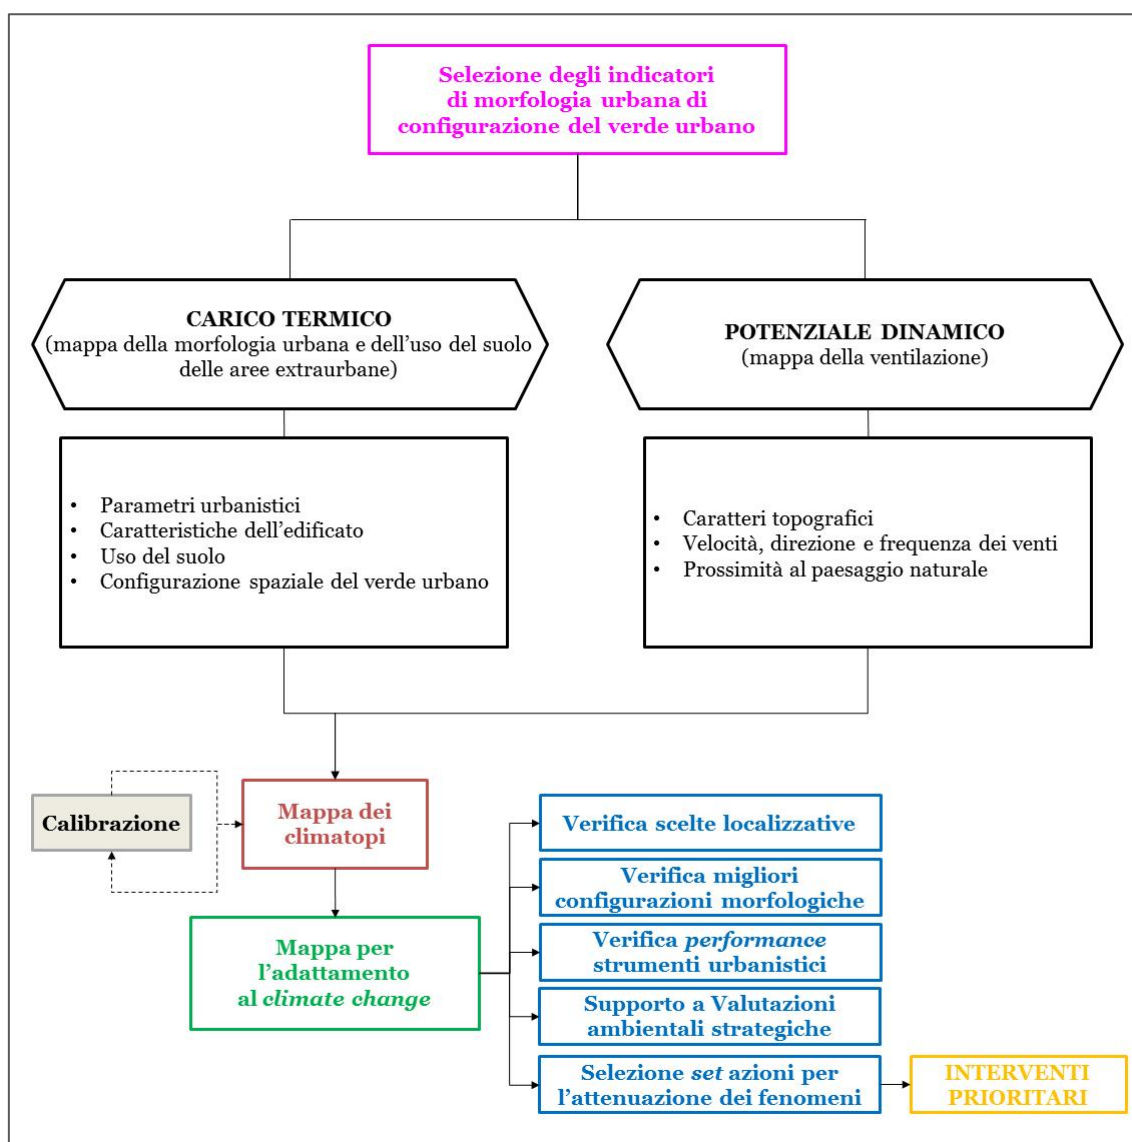 Selezione degli indicatori
di morfologia urbana di
configurazione del verde urbano
CARICO TERMICO
(mappa della morfologia urbana e dell'uso del suolo
delle aree extraurbane)
POTENZIALE DINAMICO
(mappa della ventilazione)
• Parametri urbanistici
• Caratteristiche dell'edificato
• Uso del suolo
• Configurazione spaziale del verde urbano
• Caratteri topografici
• Velocità, direzione e frequenza dei venti
• Prossimità al paesaggio naturale
Calibrazione
Mappa dei
climatopi
Mappa per
l'adattamento
al climate change
Verifica scelte localizzative
Verifica migliori
configurazioni morfologiche
Verifica performance
strumenti urbanistici
Supporto a Valutazioni
ambientali strategiche
Selezione set azioni per
l'attenuazione dei fenomeni
INTERVENTI
PRIORITARI